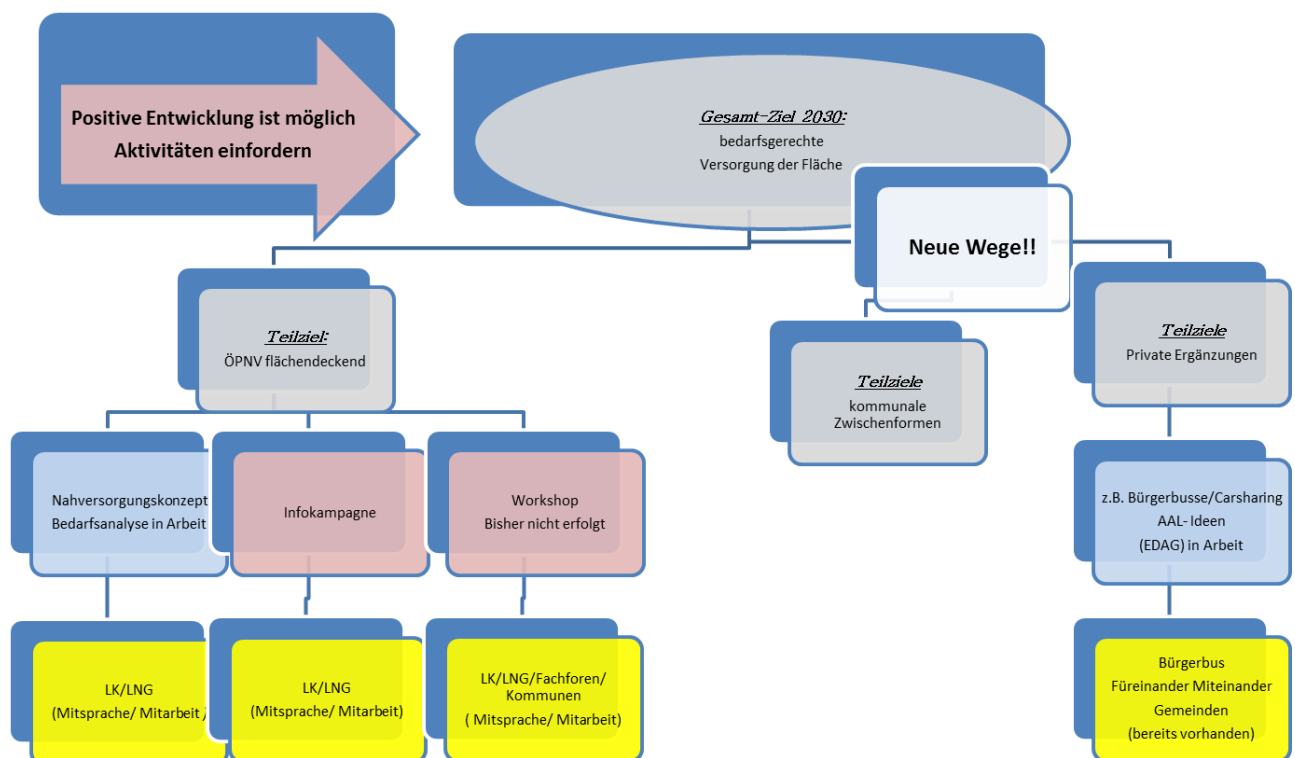 Positive Entwicklung ist möglich
Aktivitäten einfordern
Gesamt-Ziel 2030:
bedarfsgerechte
Versorgung der Fläche
Neue Wege!!
Teilziel:
ÖPNV flächendeckend
Teilziele
kommunale
Zwischenformen
Teilziele
Private Ergänzungen
Nahversorgungskonzept
Bedarfsanalyse in Arbeit
Infokampagne
Workshop
Bisher nicht erfolgt
z.B. Bürgerbusse/Carsharing
AAL- Ideen
(EDAG) in Arbeit
LK/LNG
(Mitsprache/ Mitarbeit /
LK/LNG
(Mitsprache/ Mitarbeit)
LK/LNG/Fachforen/
Kommunen
( Mitsprache/ Mitarbeit)
Bürgerbus
Füreinander Miteinander
Gemeinden
(bereits vorhanden)